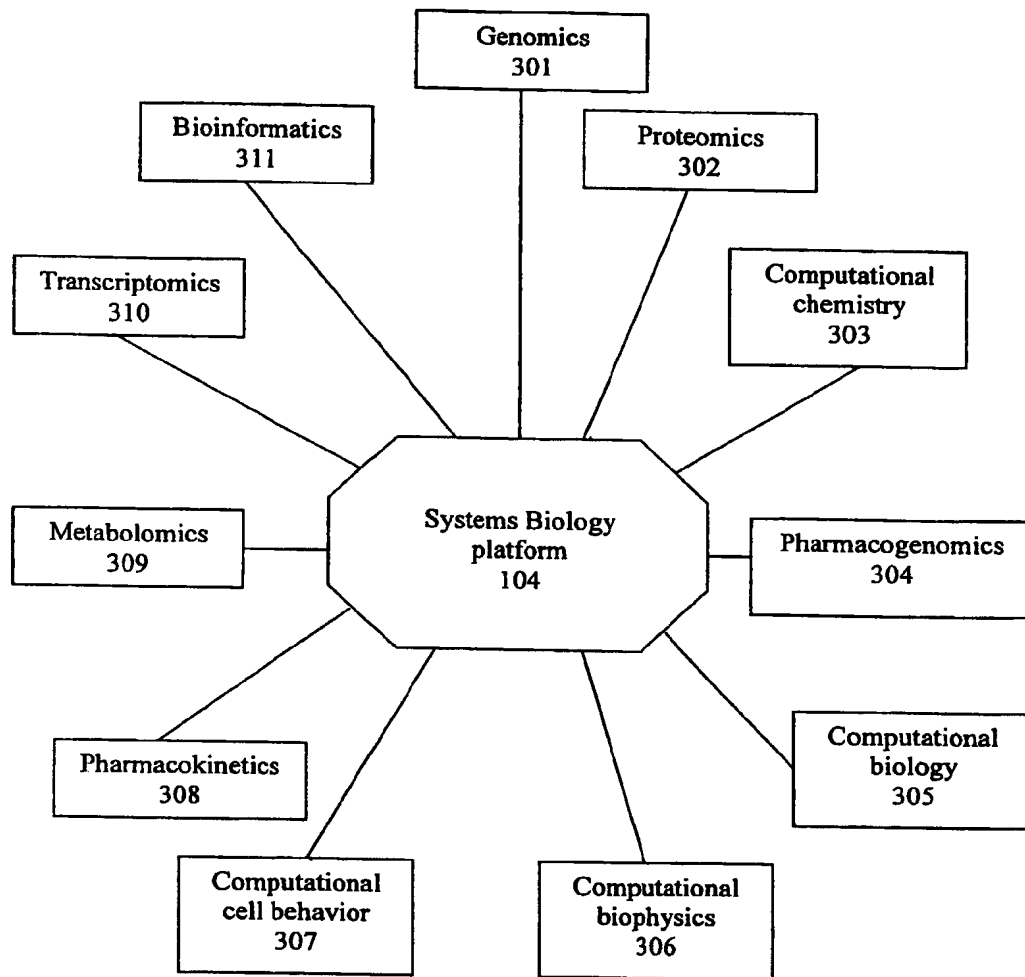 Genomics
301
Bioinformatics
311
Proteomics
302
Transcriptomics
310
Computational
chemistry
303
Systems Biology
platform
104
Metabolomics
309
Pharmacogenomics
304
Pharmacokinetics
308
Computational
biology
305
Computational
cell behavior
307
Computational
biophysics
306